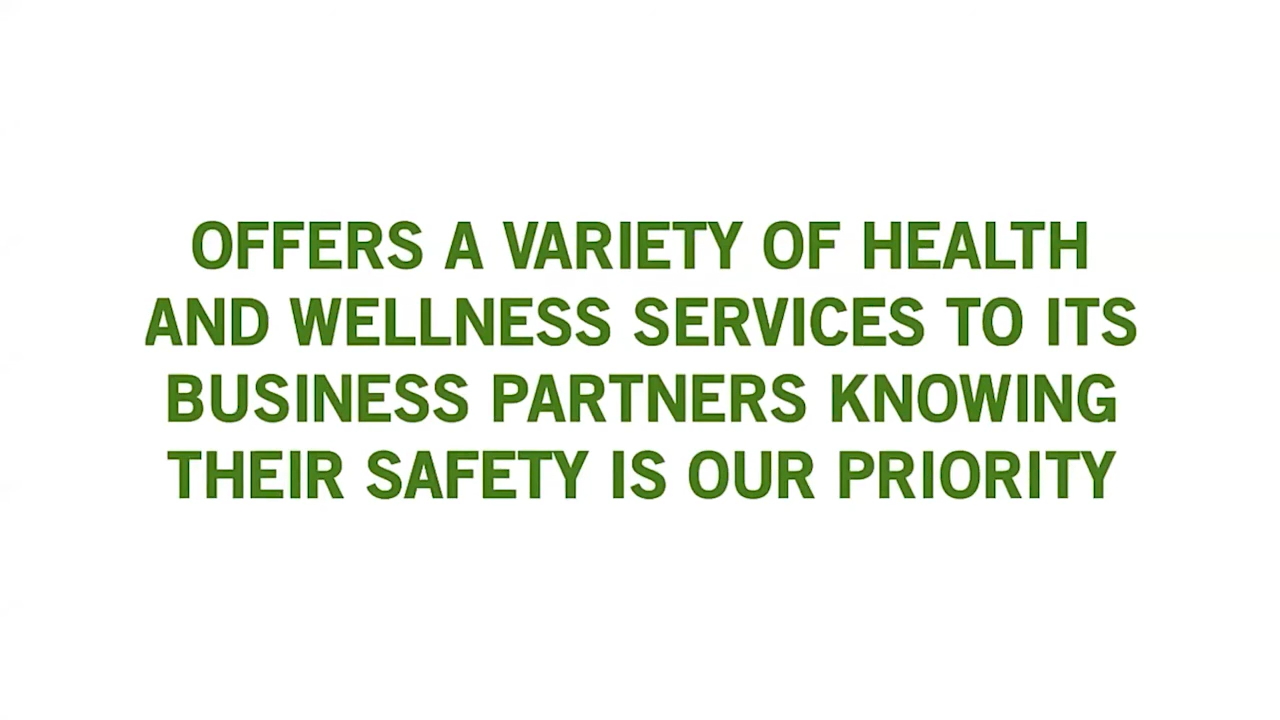 OFFERS A VARIETY OF HEALTH
AND WELLNESS SERVICES TO ITS
BUSINESS PARTNERS KNOWING
THEIR SAFETY IS OUR PRIORITY